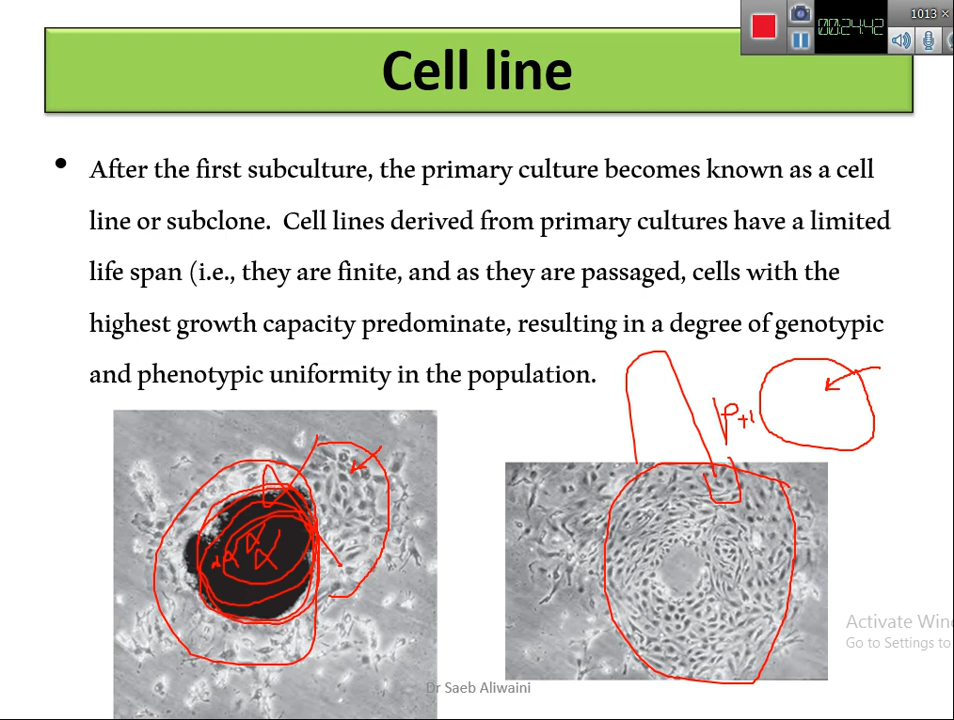 1013
00:24:42
Cell line
• After the first subculture, the primary culture becomes known as a cell
line or subclone. Cell lines derived from primary cultures have a limited
life span (i.e., they are finite, and as they are passaged, cells with the
highest growth capacity predominate, resulting in a degree of genotypic
and phenotypic uniformity in the population.
P+1
Activate Win
Go to Settings to
Dr Saeb Aliwaini